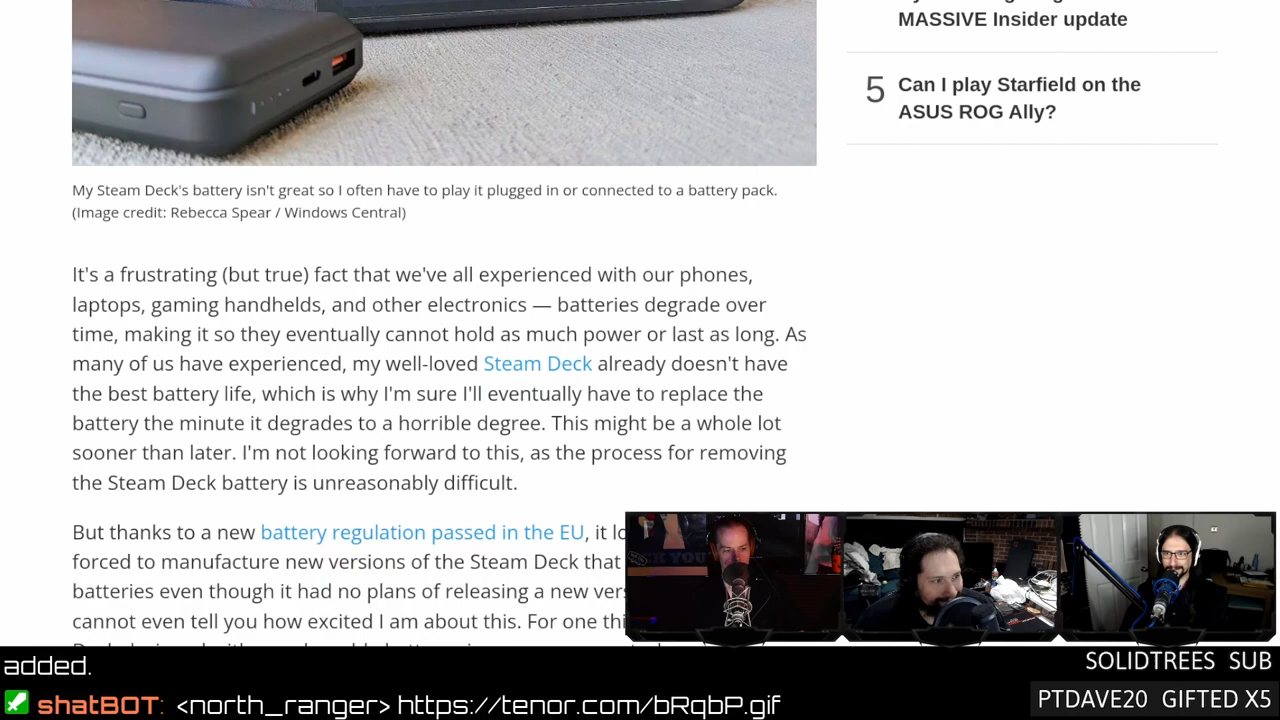 MASSIVE Insider update
5 Can I play Starfield on the
ASUS ROG Ally?
My Steam Deck's battery isn't great so I often have to play it plugged in or connected to a battery pack.
(Image credit: Rebecca Spear / Windows Central)
It's a frustrating (but true) fact that we've all experienced with our phones,
laptops, gaming handhelds, and other electronics — batteries degrade over
time, making it so they eventually cannot hold as much power or last as long. As
many of us have experienced, my well-loved Steam Deck already doesn't have
the best battery life, which is why I'm sure I'll eventually have to replace the
battery the minute it degrades to a horrible degree. This might be a whole lot
sooner than later. I'm not looking forward to this, as the process for removing
the Steam Deck battery is unreasonably difficult.
But thanks to a new battery regulation passed in the EU, it
forced to manufacture new versions of the Steam Deck that
batteries even though it had no plans of releasing a new
cannot even tell you how excited I am about this. For one
added.
SOLIDTREES SUB
shatBOT: <north_ranger> https://tenor.com/bRqbP.gif
PTDAVE20 GIFTED X5